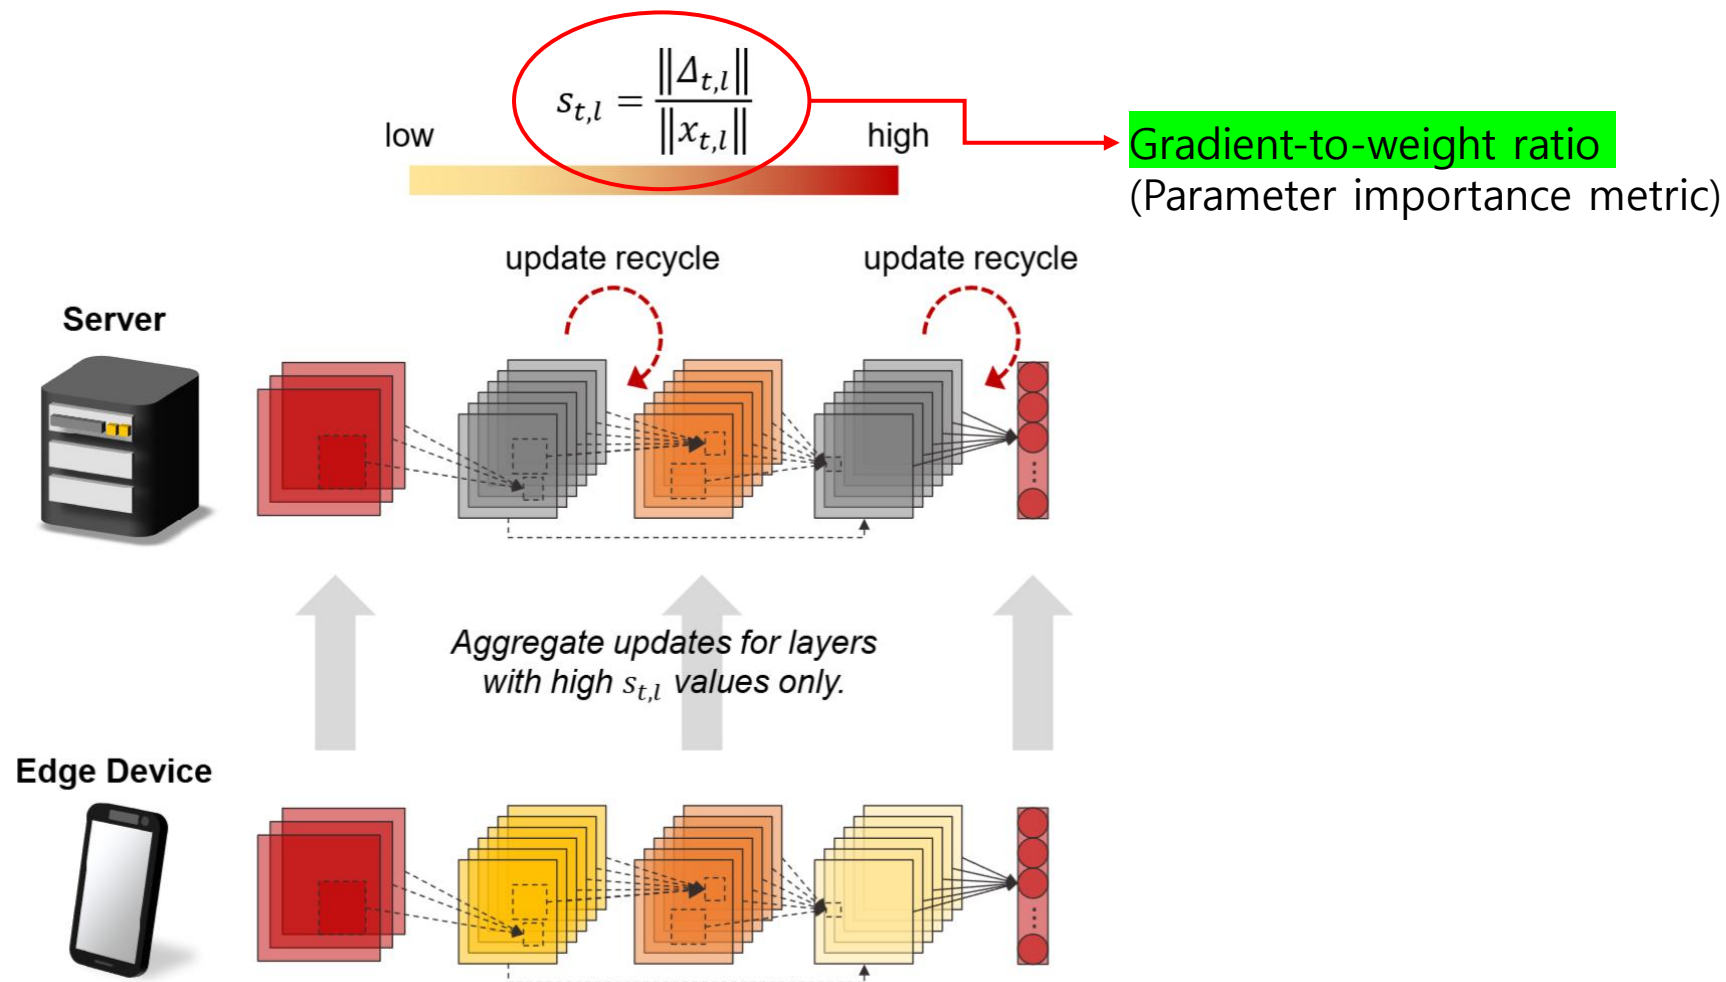 s_{t,l} = ‖Δ_{t,l}‖ / ‖x_{t,l}‖
low
high
Gradient-to-weight ratio
(Parameter importance metric)
update recycle
update recycle
Server
Aggregate updates for layers
with high s_{t,l} values only.
Edge Device